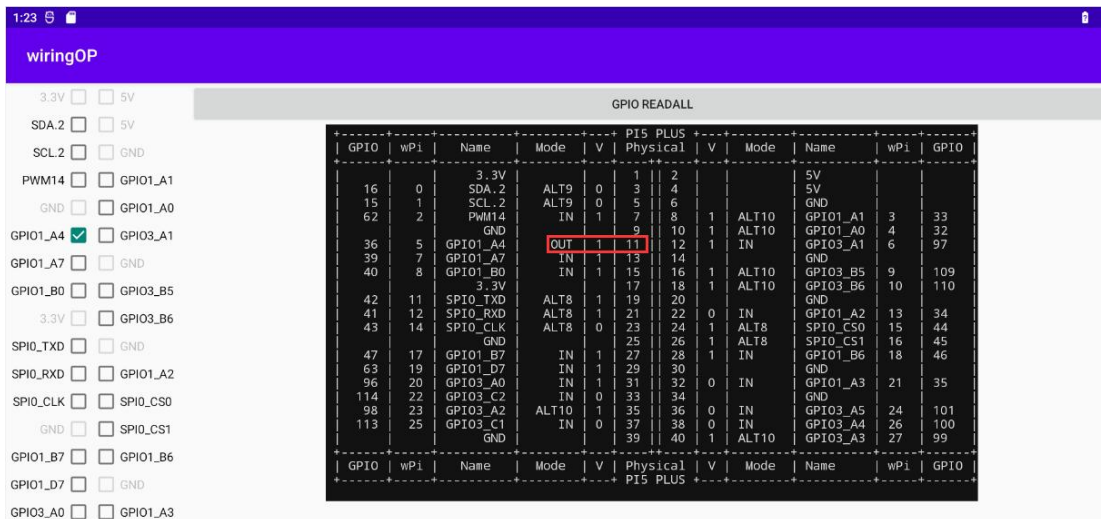 1:23
wiringOP
3.3V 5V
SDA.2 5V
SCL.2 GND
PWM14 GPIO1_A1
GND GPIO1_A0
GPIO1_A4 GPIO3_A1
GPIO1_A7 GND
GPIO1_B0 GPIO3_B5
3.3V GPIO3_B6
SPI0_TXD GND
SPI0_RXD GPIO1_A2
SPI0_CLK SPI0_CS0
GND SPI0_CS1
GPIO1_B7 GPIO1_B6
GPIO1_D7 GND
GPIO3_A0 GPIO1_A3
GPIO READALL
+------+-----+----------+--------+---+ PI5 PLUS +---+--------+----------+-----+------+
| GPIO | wPi | Name | Mode | V | Physical | V | Mode | Name | wPi | GPIO |
+------+-----+----------+--------+---+----++----+---+--------+----------+-----+------+
| | | 3.3V | | | 1 || 2 | | | 5V | | |
| 16 | 0 | SDA.2 | ALT9 | 0 | 3 || 4 | | | 5V | | |
| 15 | 1 | SCL.2 | ALT9 | 0 | 5 || 6 | | | GND | | |
| 62 | 2 | PWM14 | IN | 1 | 7 || 8 | 1 | ALT10 | GPIO1_A1 | 3 | 33 |
| | | GND | | | 9 || 10 | 1 | ALT10 | GPIO1_A0 | 4 | 32 |
| 36 | 5 | GPIO1_A4 | OUT | 1 | 11 || 12 | 1 | IN | GPIO3_A1 | 6 | 97 |
| 39 | 7 | GPIO1_A7 | IN | 1 | 13 || 14 | | | GND | | |
| 40 | 8 | GPIO1_B0 | IN | 1 | 15 || 16 | 1 | ALT10 | GPIO3_B5 | 9 | 109 |
| | | 3.3V | | | 17 || 18 | 1 | ALT10 | GPIO3_B6 | 10 | 110 |
| 42 | 11 | SPI0_TXD | ALT8 | 1 | 19 || 20 | | | GND | | |
| 41 | 12 | SPI0_RXD | ALT8 | 1 | 21 || 22 | 0 | IN | GPIO1_A2 | 13 | 34 |
| 43 | 14 | SPI0_CLK | ALT8 | 0 | 23 || 24 | 1 | ALT8 | SPI0_CS0 | 15 | 44 |
| | | GND | | | 25 || 26 | 1 | ALT8 | SPI0_CS1 | 16 | 45 |
| 47 | 17 | GPIO1_B7 | IN | 1 | 27 || 28 | 1 | IN | GPIO1_B6 | 18 | 46 |
| 63 | 19 | GPIO1_D7 | IN | 1 | 29 || 30 | | | GND | | |
| 96 | 20 | GPIO3_A0 | IN | 1 | 31 || 32 | 0 | IN | GPIO1_A3 | 21 | 35 |
| 114 | 22 | GPIO3_C2 | IN | 0 | 33 || 34 | | | GND | | |
| 98 | 23 | GPIO3_A2 | ALT10 | 1 | 35 || 36 | 0 | IN | GPIO3_A5 | 24 | 101 |
| 113 | 25 | GPIO3_C1 | IN | 0 | 37 || 38 | 0 | IN | GPIO3_A4 | 26 | 100 |
| | | GND | | | 39 || 40 | 1 | ALT10 | GPIO3_A3 | 27 | 99 |
+------+-----+----------+--------+---+----++----+---+--------+----------+-----+------+
| GPIO | wPi | Name | Mode | V | Physical | V | Mode | Name | wPi | GPIO |
+------+-----+----------+--------+---+ PI5 PLUS +---+--------+----------+-----+------+